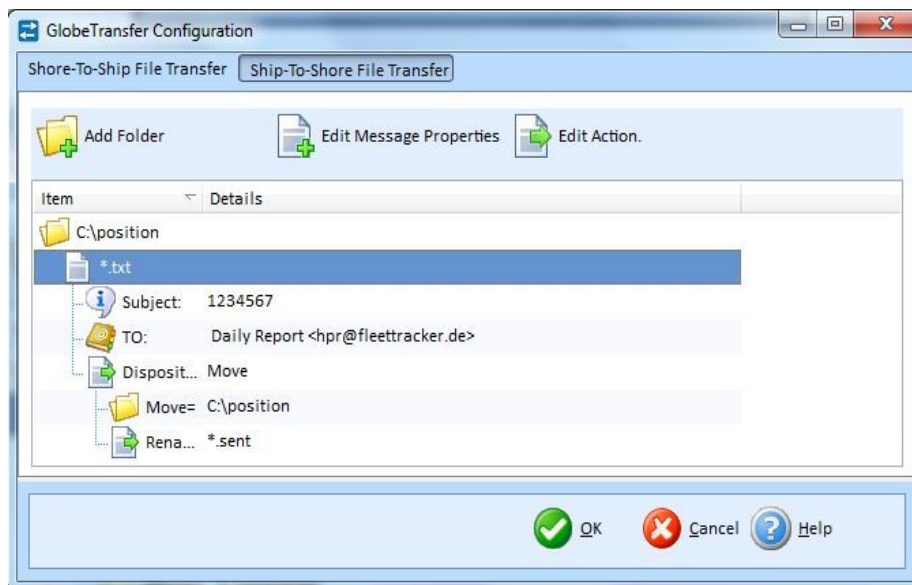 GlobeTransfer Configuration
Shore-To-Ship File Transfer Ship-To-Shore File Transfer
Add Folder Edit Message Properties Edit Action.
Item Details
C:\position
*.txt
Subject: 1234567
TO: Daily Report <hpr@fleettracker.de>
Disposit... Move
Move= C:\position
Rena... *.sent
OK Cancel Help